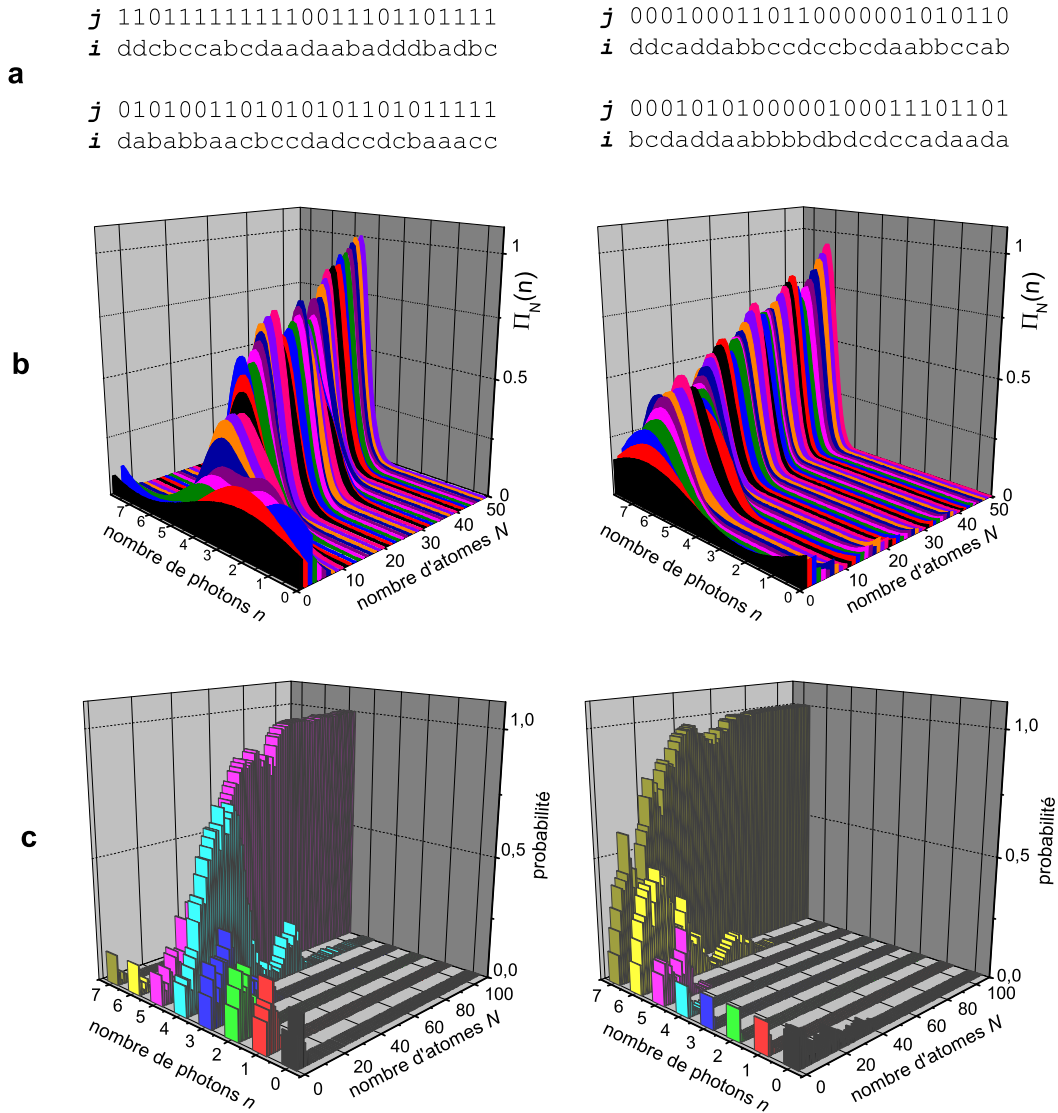 j 1101111111110011101101111
j 0001000110110000001010110
i ddcbccabcdaadaabadddbadbc
i ddcaddabbccdccbcdaabbccab
a
j 0101001101010101101011111
j 0001010100000100011101101
i dababbaacbccdadccdcbaaacc
i bcdaddaabbbbdbdcdccadaada
b
1
0.5
0
Π_N(n)
7 6 5 4 3 2 1 0
nombre de photons n
0 10 20 30 40 50
nombre d'atomes N
1
0.5
0
Π_N(n)
7 6 5 4 3 2 1 0
nombre de photons n
0 10 20 30 40 50
nombre d'atomes N
c
1,0
0,5
0,0
probabilité
7 6 5 4 3 2 1 0
nombre de photons n
0 20 40 60 80 100
nombre d'atomes N
1,0
0,5
0,0
probabilité
7 6 5 4 3 2 1 0
nombre de photons n
0 20 40 60 80 100
nombre d'atomes N